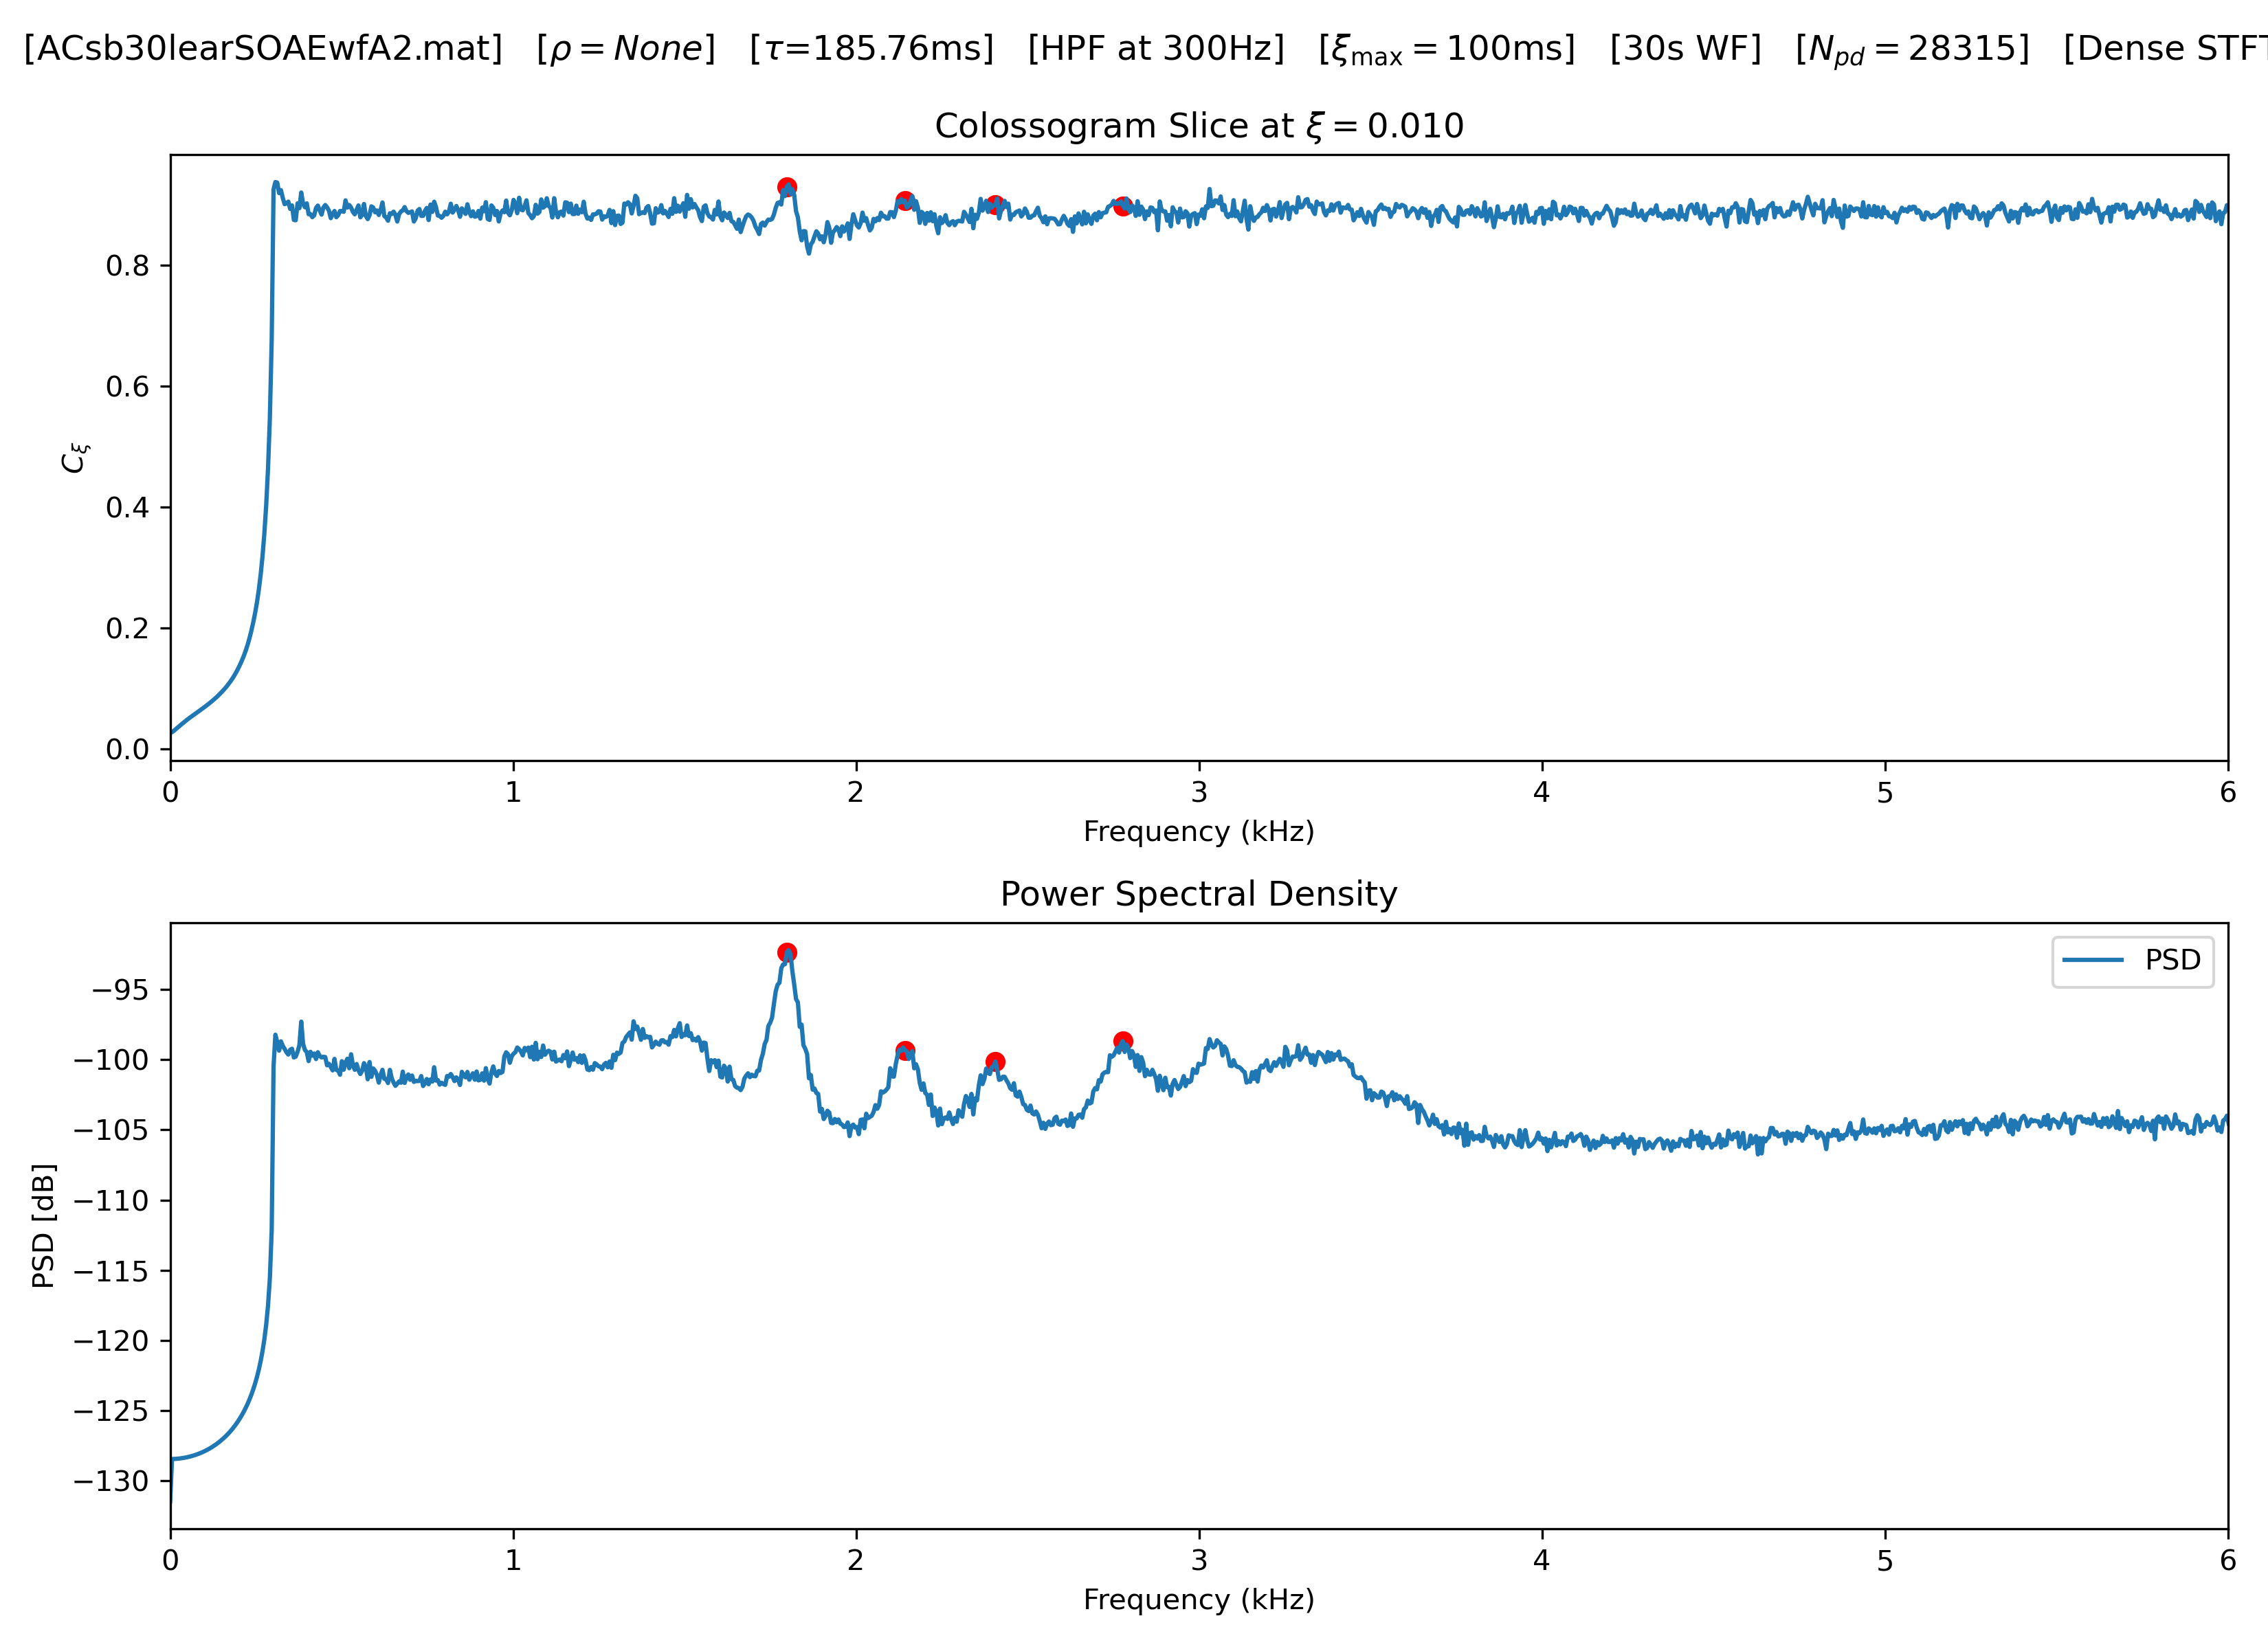 [ACsb30learSOAEwfA2.mat] [ρ = None] [τ=185.76ms] [HPF at 300Hz] [ξmax = 100ms] [30s WF] [Npd = 28315] [Dense STFT
Colossogram Slice at ξ = 0.010
0.8
0.6
0.4
0.2
0.0
Cξ
0 1 2 3 4 5 6
Frequency (kHz)
Power Spectral Density
PSD
−95
−100
−105
−110
−115
−120
−125
−130
PSD [dB]
0 1 2 3 4 5 6
Frequency (kHz)